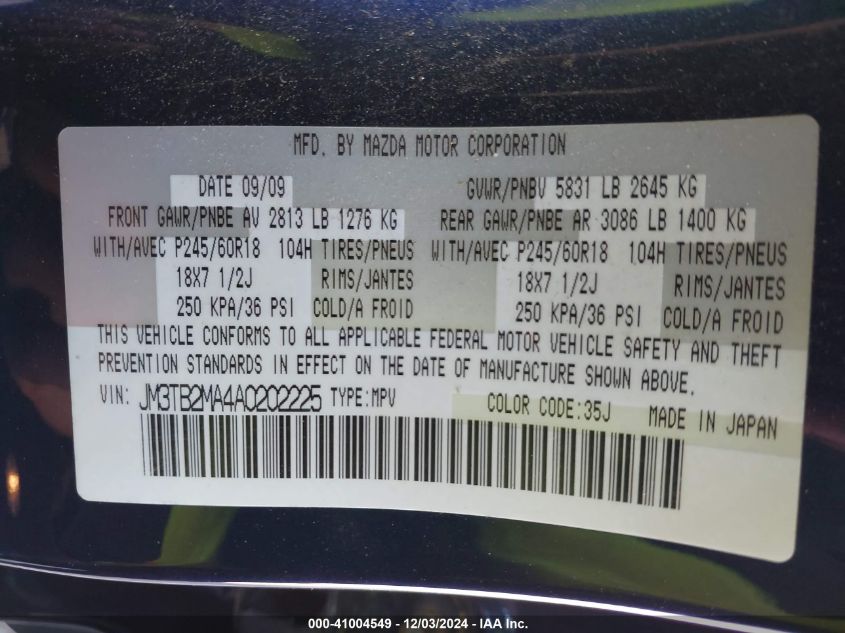 MFD. BY MAZDA MOTOR CORPORATION
DATE 09/09 GVWR/PNBV 5831 LB 2645 KG
FRONT GAWR/PNBE AV 2813 LB 1276 KG REAR GAWR/PNBE AR 3086 LB 1400 KG
WITH/AVEC P245/60R18 104H TIRES/PNEUS WITH/AVEC P245/60R18 104H TIRES/PNEUS
18X7 1/2J RIMS/JANTES 18X7 1/2J RIMS/JANTES
250 KPA/36 PSI COLD/A FROID 250 KPA/36 PSI COLD/A FROID
THIS VEHICLE CONFORMS TO ALL APPLICABLE FEDERAL MOTOR VEHICLE SAFETY AND THEFT
PREVENTION STANDARDS IN EFFECT ON THE DATE OF MANUFACTURE SHOWN ABOVE.
VIN: JM3TB2MA4A0202225 TYPE:MPV COLOR CODE:35J MADE IN JAPAN
000-41004549 - 12/03/2024 - IAA Inc.